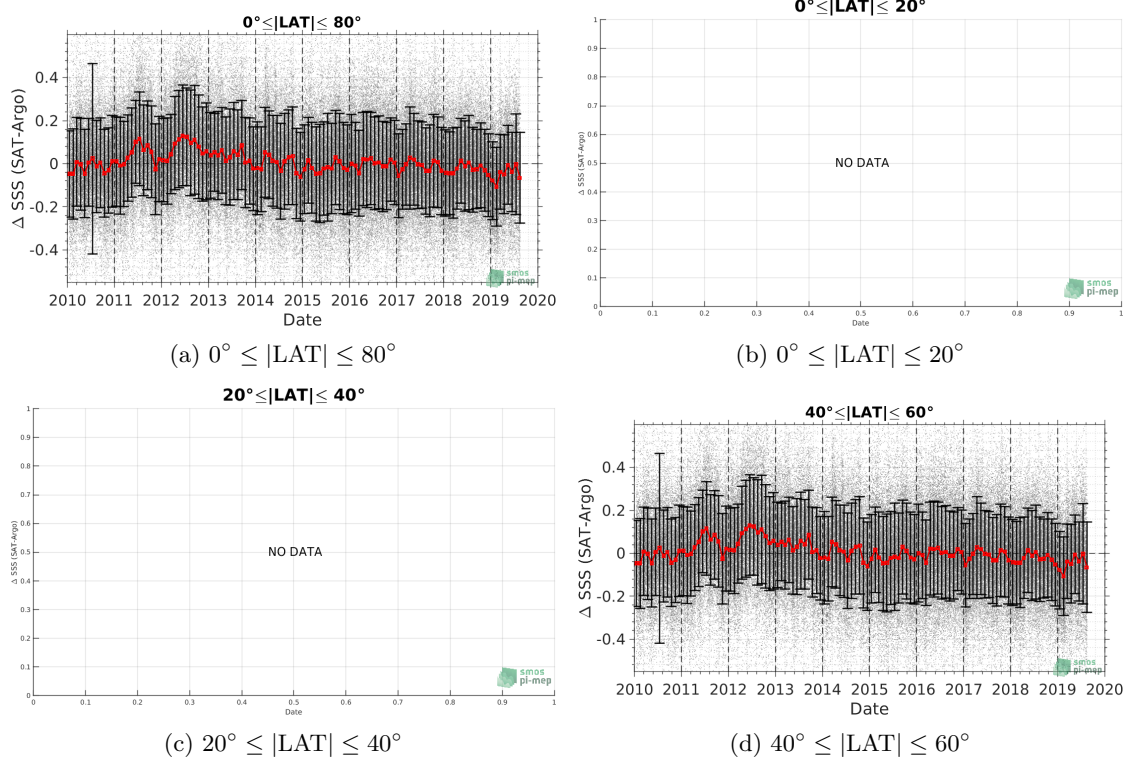 0°≤|LAT|≤ 80°
Δ SSS (SAT-Argo)
0.4
0.2
0
-0.2
-0.4
2010 2011 2012 2013 2014 2015 2016 2017 2018 2019 2020
Date
smos
pi-mep
(a) 0° ≤ |LAT| ≤ 80°
0°≤|LAT|≤ 20°
Δ SSS (SAT-Argo)
1
0.9
0.8
0.7
0.6
0.5
0.4
0.3
0.2
0.1
0
NO DATA
0 0.1 0.2 0.3 0.4 0.5 0.6 0.7 0.8 0.9 1
Date
smos
pi-mep
(b) 0° ≤ |LAT| ≤ 20°
20°≤|LAT|≤ 40°
Δ SSS (SAT-Argo)
1
0.9
0.8
0.7
0.6
0.5
0.4
0.3
0.2
0.1
0
NO DATA
0 0.1 0.2 0.3 0.4 0.5 0.6 0.7 0.8 0.9 1
Date
smos
pi-mep
(c) 20° ≤ |LAT| ≤ 40°
40°≤|LAT|≤ 60°
Δ SSS (SAT-Argo)
0.4
0.2
0
-0.2
-0.4
2010 2011 2012 2013 2014 2015 2016 2017 2018 2019 2020
Date
smos
pi-mep
(d) 40° ≤ |LAT| ≤ 60°